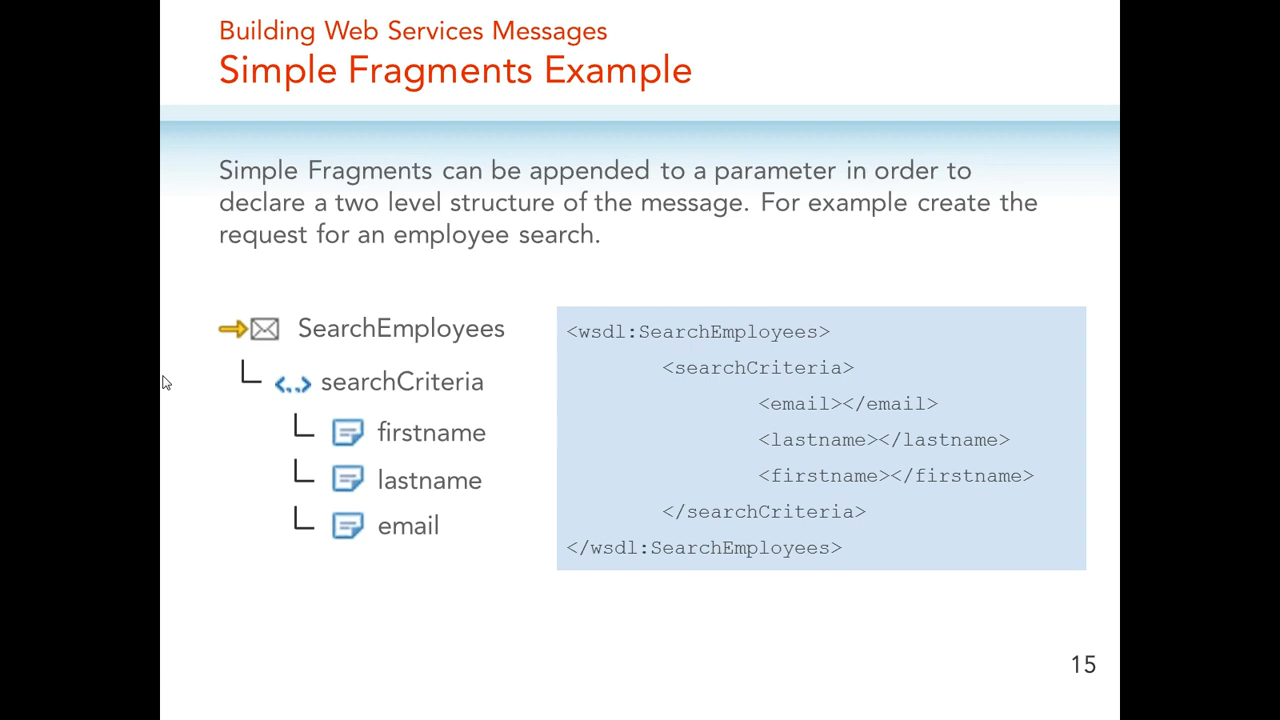 Building Web Services Messages
Simple Fragments Example
Simple Fragments can be appended to a parameter in order to
declare a two level structure of the message. For example create the
request for an employee search.
SearchEmployees
searchCriteria
firstname
lastname
email
<wsdl:SearchEmployees>
<searchCriteria>
<email></email>
<lastname></lastname>
<firstname></firstname>
</searchCriteria>
</wsdl:SearchEmployees>
15